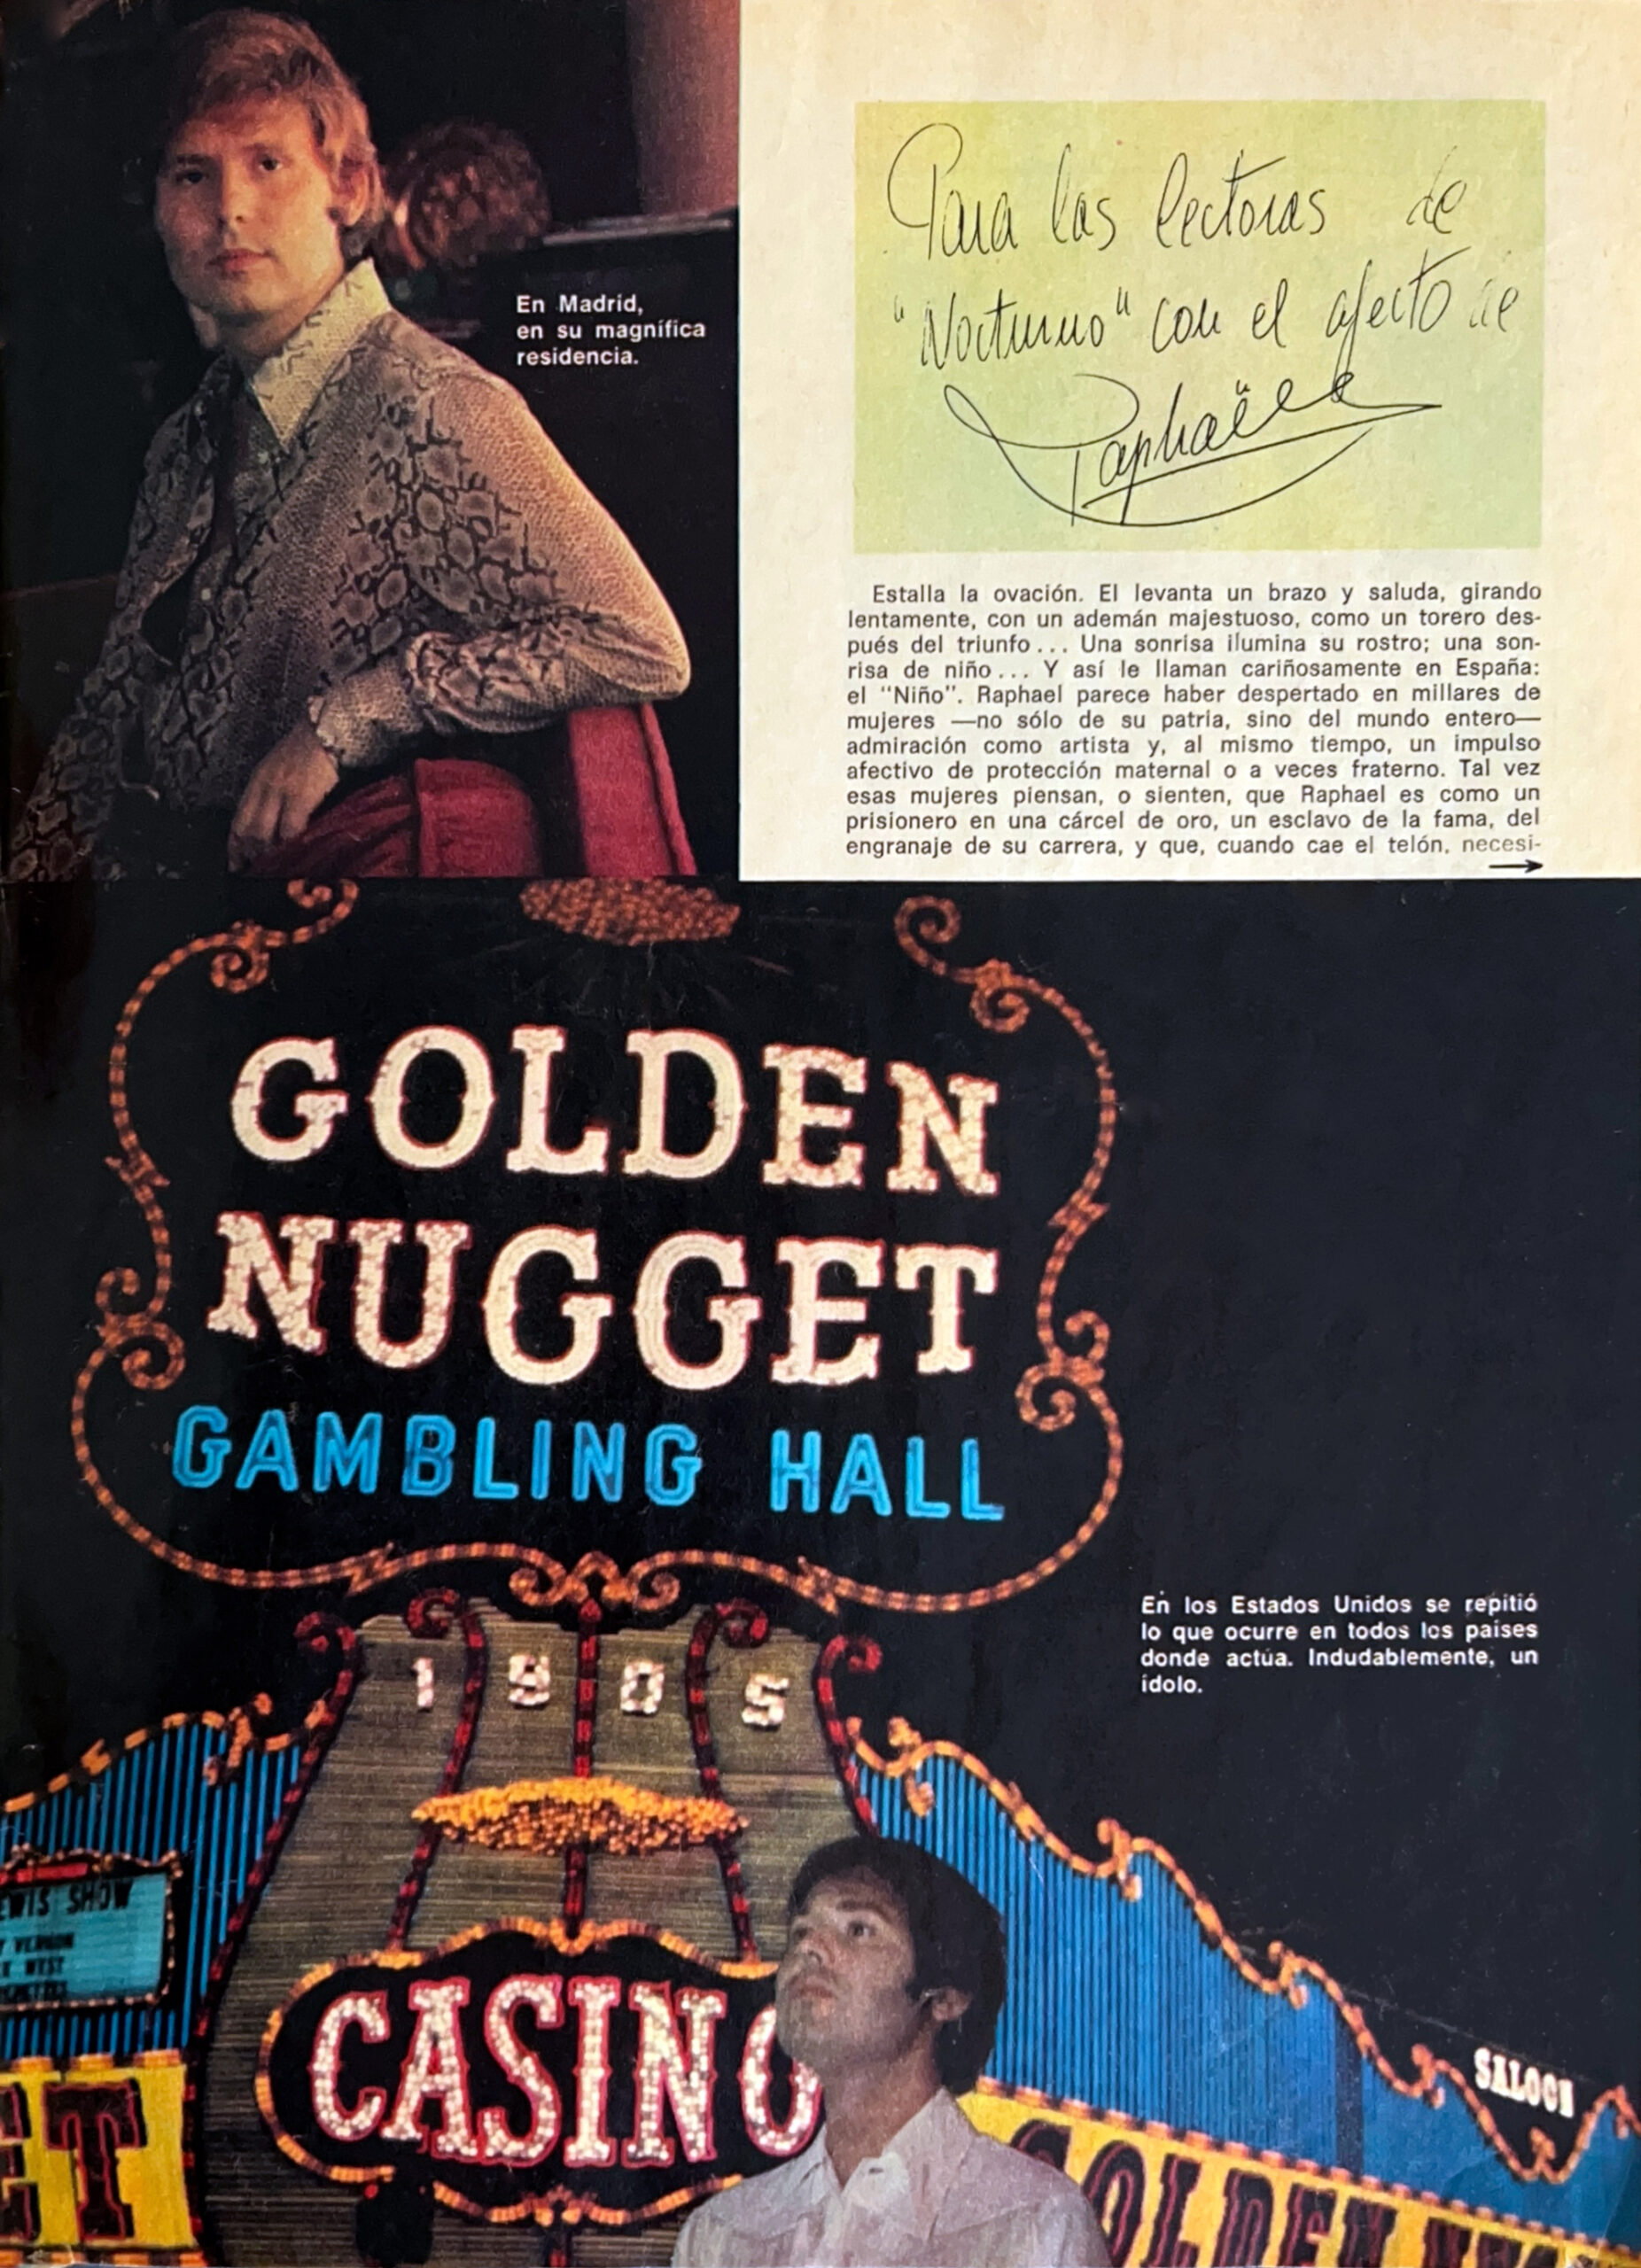 En Madrid,
en su magnífica
residencia.
Para las lectoras de
"Nocturno" con el afecto de
Raphael
Estalla la ovación. El levanta un brazo y saluda, girando
lentamente, con un ademán majestuoso, como un torero des-
pués del triunfo... Una sonrisa ilumina su rostro; una son-
risa de niño... Y así le llaman cariñosamente en España:
el "Niño". Raphael parece haber despertado en millares de
mujeres —no sólo de su patria, sino del mundo entero—
admiración como artista y, al mismo tiempo, un impulso
afectivo de protección maternal o a veces fraterno. Tal vez
esas mujeres piensan, o sienten, que Raphael es como un
prisionero en una cárcel de oro, un esclavo de la fama, del
engranaje de su carrera, y que, cuando cae el telón, necesi-
GOLDEN
NUGGET
GAMBLING HALL
1905
En los Estados Unidos se repitió
lo que ocurre en todos los países
donde actúa. Indudablemente, un
ídolo.
EWIS SHOW
VERNON
WEST
CASINO
SALOON
ET
GOLDEN